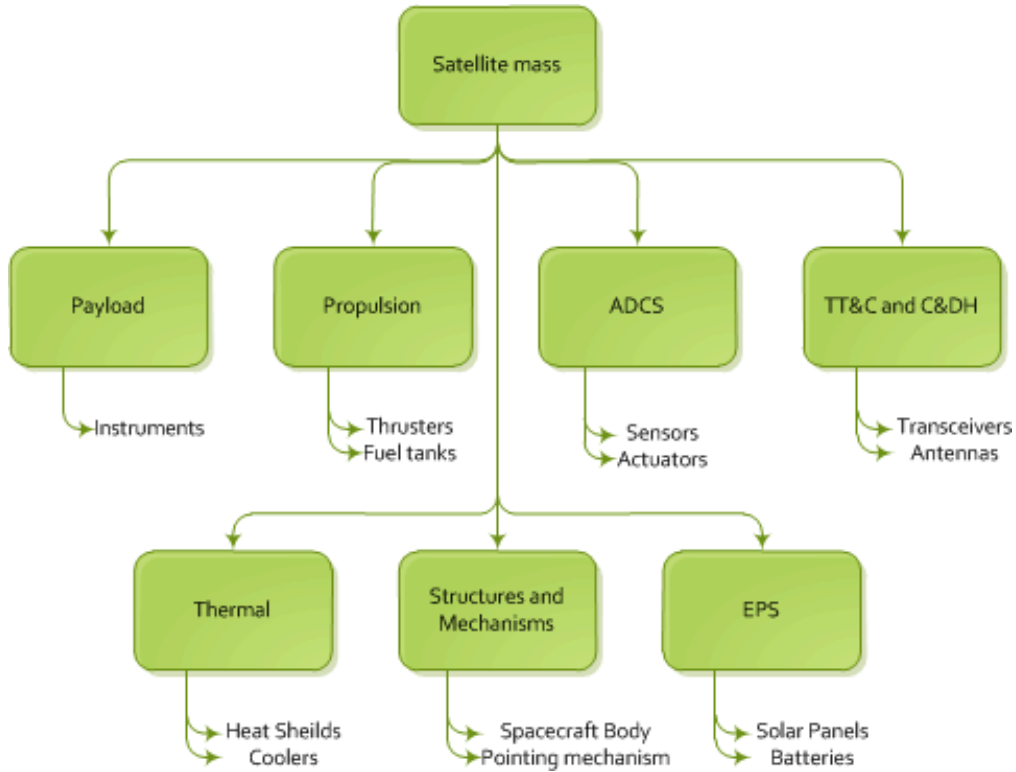 Satellite mass
Payload
Propulsion
ADCS
TT&C and C&DH
Instruments
Thrusters
Fuel tanks
Sensors
Actuators
Transceivers
Antennas
Thermal
Structures and
Mechanisms
EPS
Heat Sheilds
Coolers
Spacecraft Body
Pointing mechanism
Solar Panels
Batteries